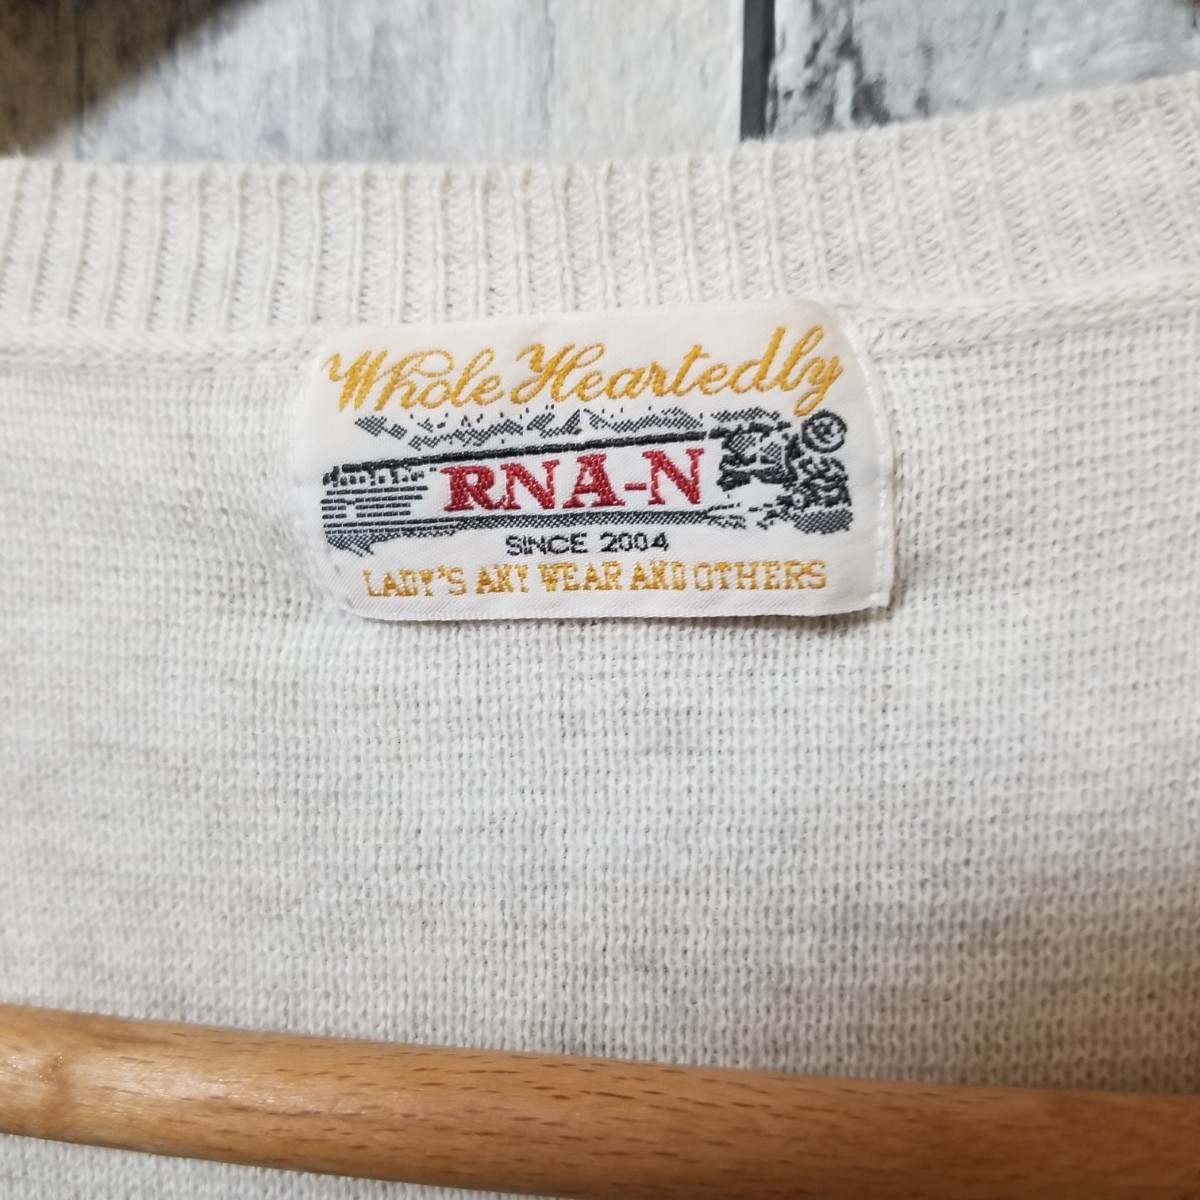 Whole Heartedly
®
RNA-N
SINCE 2004
LADY'S ANY WEAR AND OTHERS